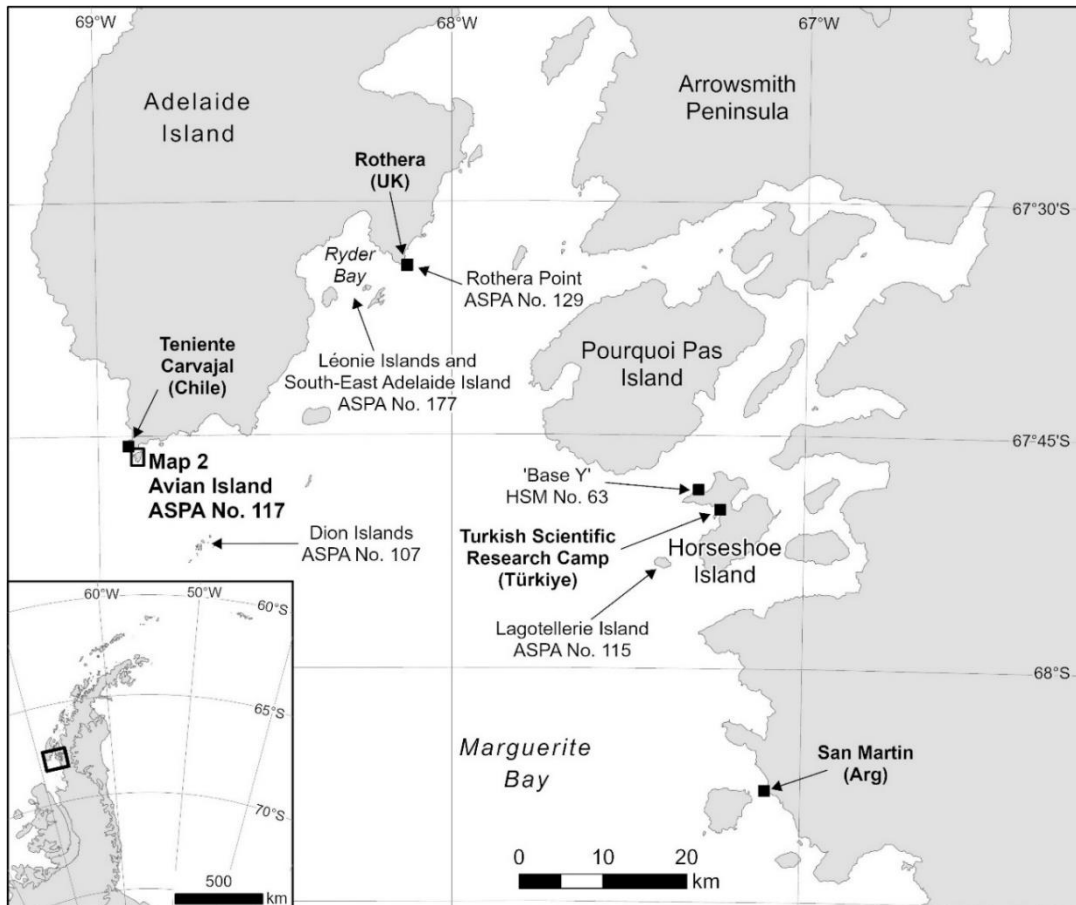 69°W
68°W
67°W
Adelaide
Island
Arrowsmith
Peninsula
Rothera
(UK)
67°30'S
Ryder
Bay
Rothera Point
ASPA No. 129
Teniente
Carvajal
(Chile)
Léonie Islands and
South-East Adelaide Island
ASPA No. 177
Pourquoi Pas
Island
67°45'S
Map 2
Avian Island
ASPA No. 117
'Base Y'
HSM No. 63
Dion Islands
ASPA No. 107
Turkish Scientific
Research Camp
(Türkiye)
Horseshoe
Island
Lagotellerie Island
ASPA No. 115
68°S
Marguerite
Bay
San Martin
(Arg)
0 10 20
km
60°W
50°W
60°S
65°S
70°S
500
km